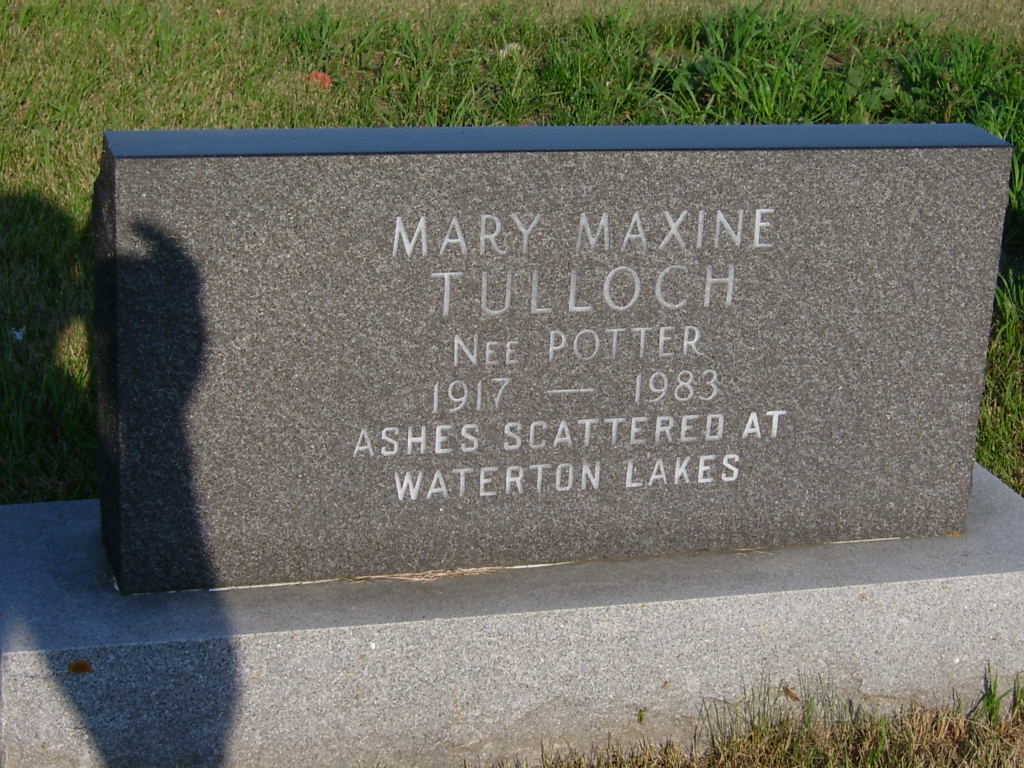 MARY MAXINE
TULLOCH
NEE POTTER
1917 — 1983
ASHES SCATTERED AT
WATERTON LAKES